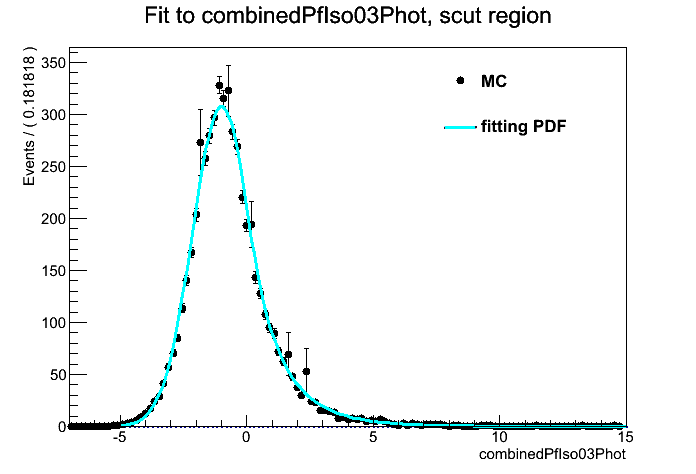 Fit to combinedPfIso03Phot, scut region
Events / ( 0.181818 )
350
300
250
200
150
100
50
0
MC
fitting PDF
-5 0 5 10 15
combinedPfIso03Phot